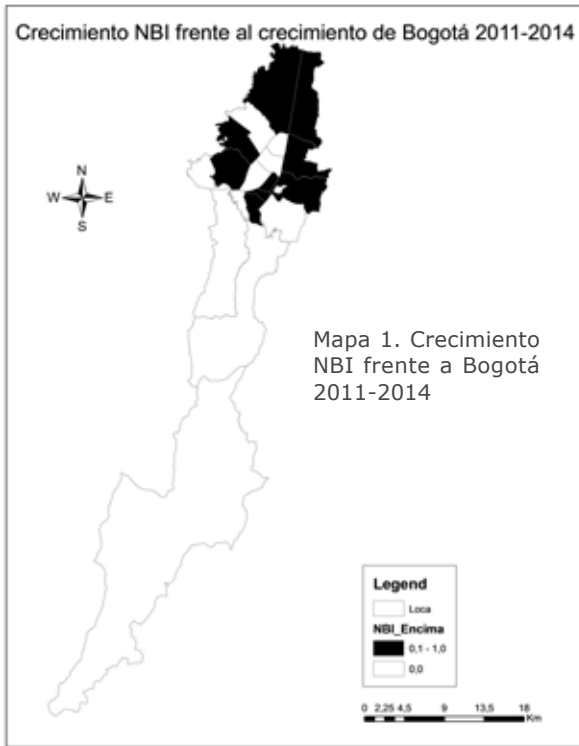 Crecimiento NBI frente al crecimiento de Bogotá 2011-2014
N
W E
S
Mapa 1. Crecimiento
NBI frente a Bogotá
2011-2014
Legend
Loca
NBI_Encima
0,1 - 1,0
0,0
0 2,25 4,5 9 13,5 18
Km